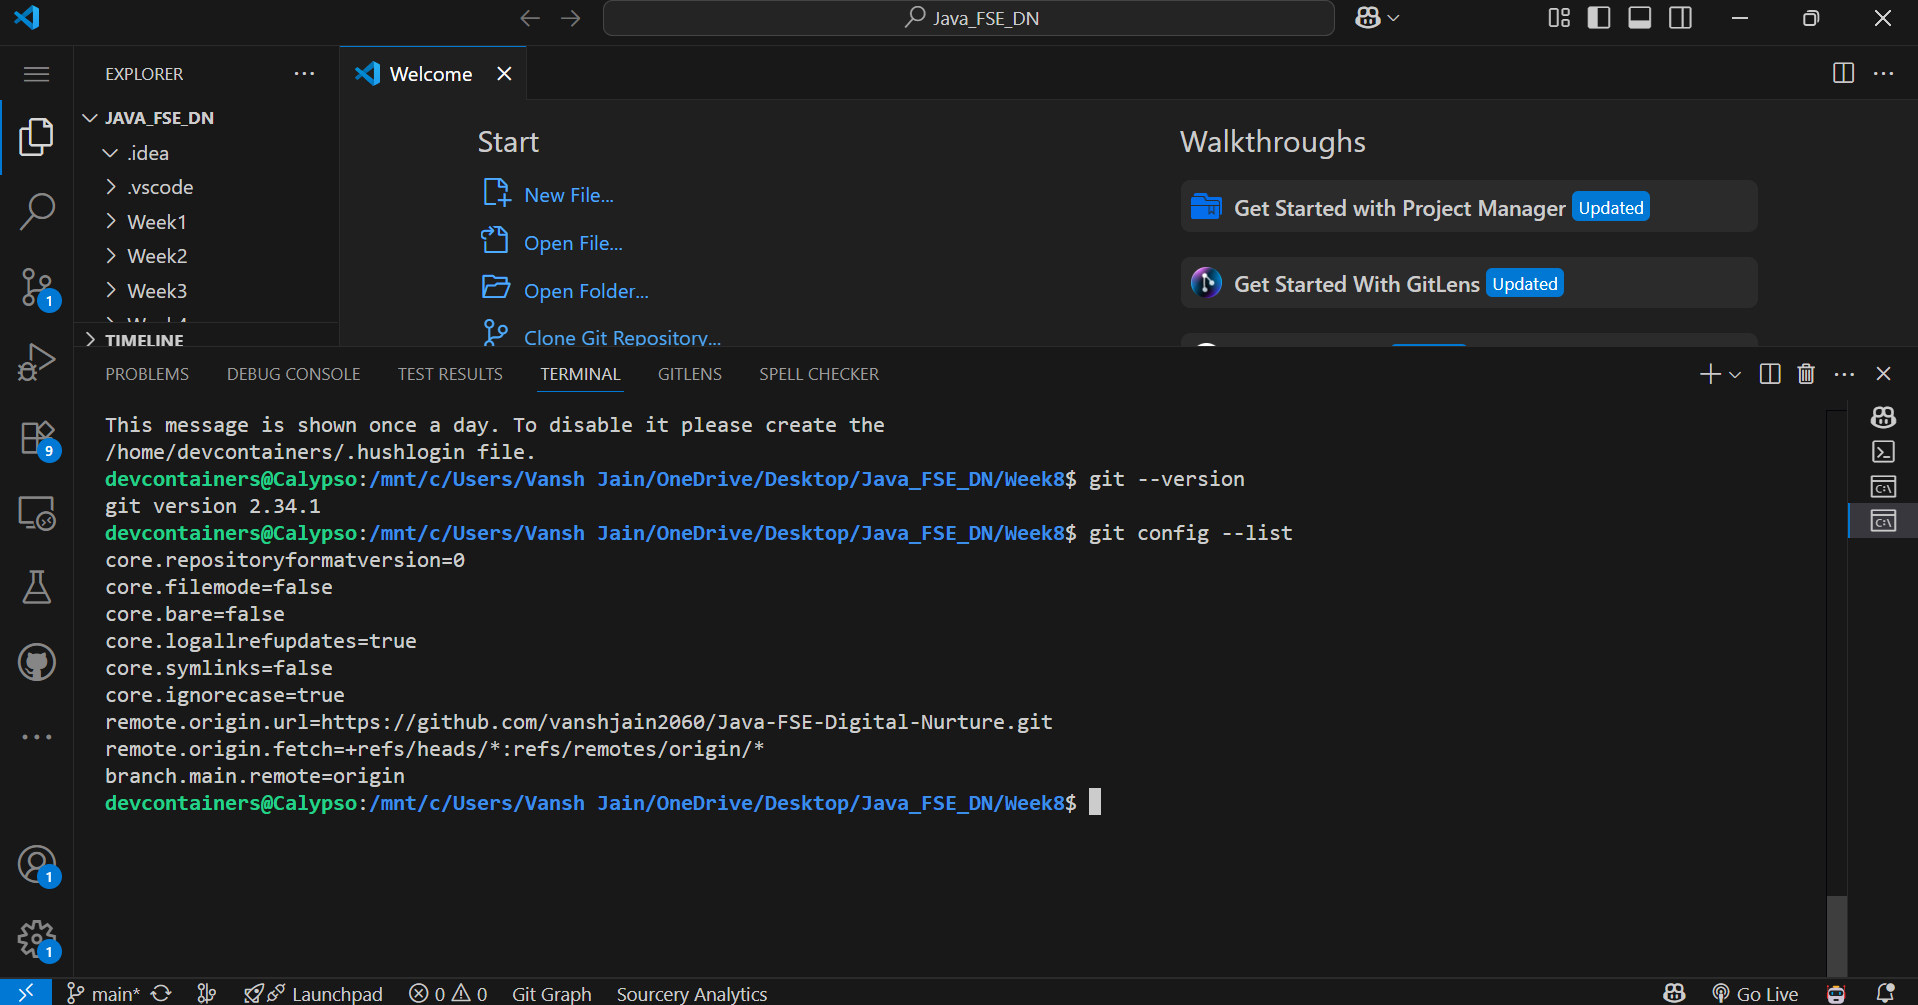 Java_FSE_DN
EXPLORER
JAVA_FSE_DN
.idea
.vscode
Week1
Week2
Week3
TIMELINE
1
9
1
1
Welcome
Start
New File...
Open File...
Open Folder...
Clone Git Repository...
Walkthroughs
Get Started with Project Manager Updated
Get Started With GitLens Updated
PROBLEMS DEBUG CONSOLE TEST RESULTS TERMINAL GITLENS SPELL CHECKER
This message is shown once a day. To disable it please create the
/home/devcontainers/.hushlogin file.
devcontainers@Calypso:/mnt/c/Users/Vansh Jain/OneDrive/Desktop/Java_FSE_DN/Week8$ git --version
git version 2.34.1
devcontainers@Calypso:/mnt/c/Users/Vansh Jain/OneDrive/Desktop/Java_FSE_DN/Week8$ git config --list
core.repositoryformatversion=0
core.filemode=false
core.bare=false
core.logallrefupdates=true
core.symlinks=false
core.ignorecase=true
remote.origin.url=https://github.com/vanshjain2060/Java-FSE-Digital-Nurture.git
remote.origin.fetch=+refs/heads/*:refs/remotes/origin/*
branch.main.remote=origin
devcontainers@Calypso:/mnt/c/Users/Vansh Jain/OneDrive/Desktop/Java_FSE_DN/Week8$
main* Launchpad 0 0 Git Graph Sourcery Analytics Go Live